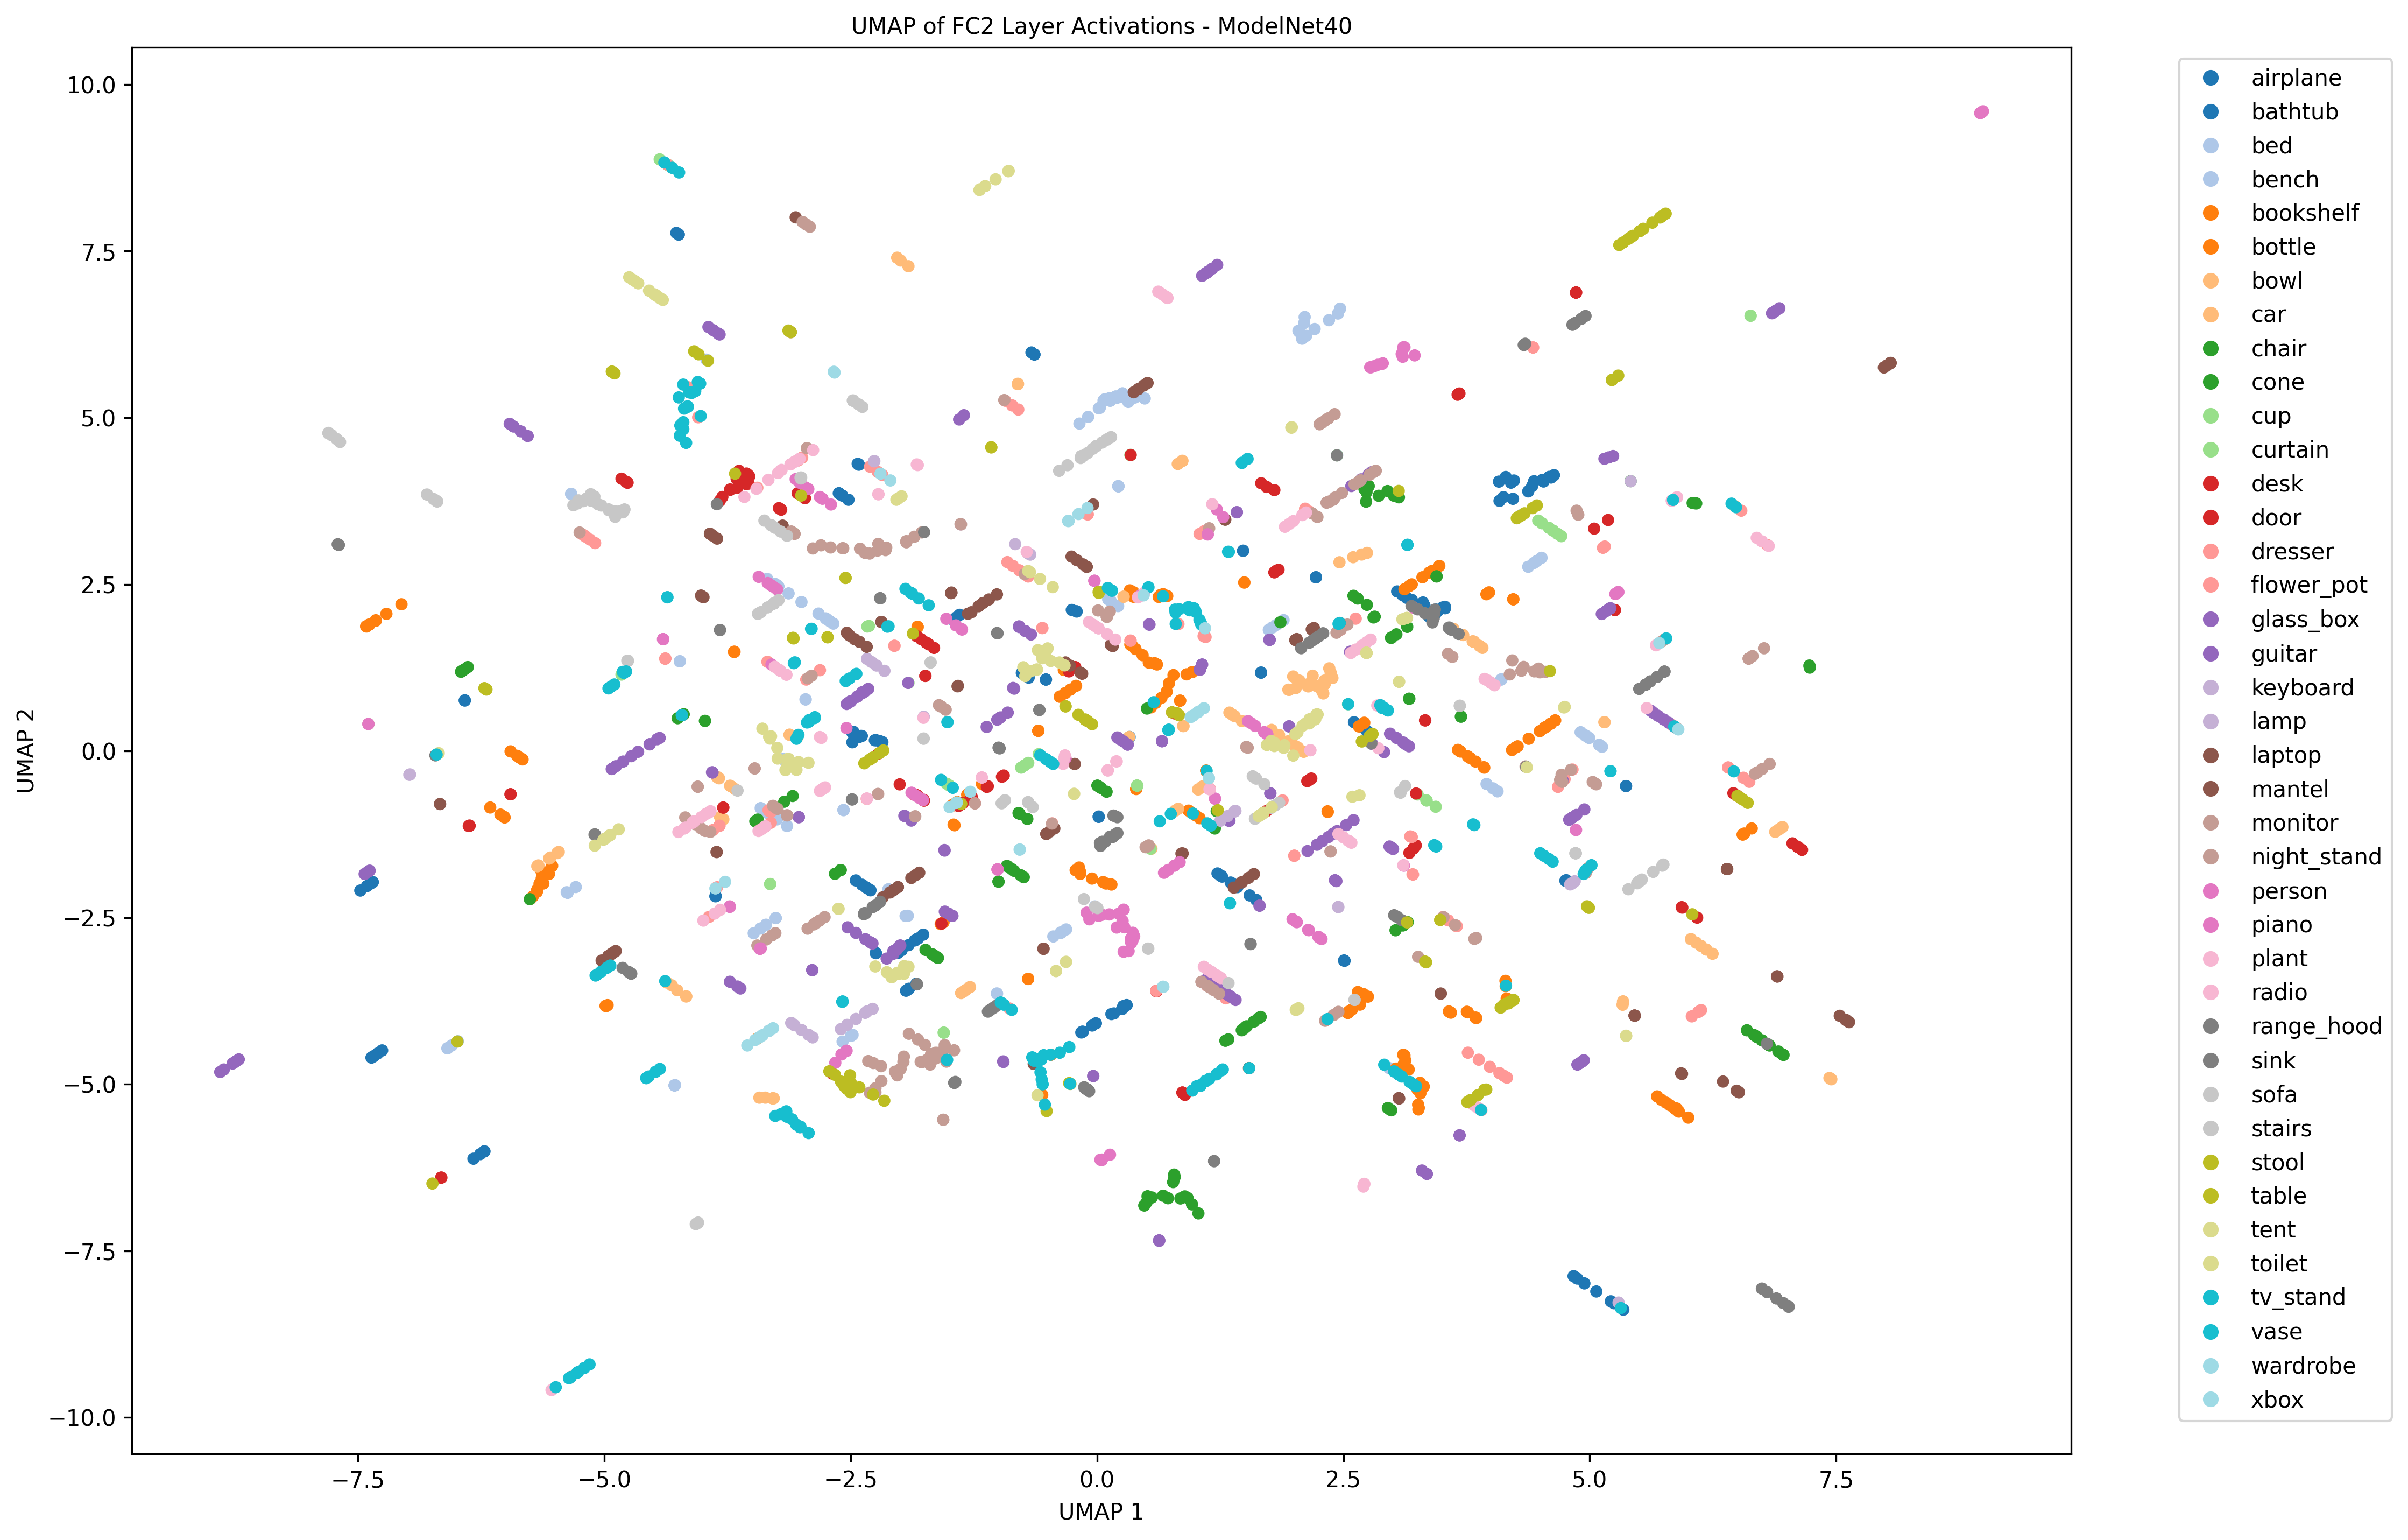 UMAP of FC2 Layer Activations - ModelNet40
10.0
7.5
5.0
2.5
0.0
−2.5
−5.0
−7.5
−10.0
UMAP 2
−7.5
−5.0
−2.5
0.0
2.5
5.0
7.5
UMAP 1
airplane
bathtub
bed
bench
bookshelf
bottle
bowl
car
chair
cone
cup
curtain
desk
door
dresser
flower_pot
glass_box
guitar
keyboard
lamp
laptop
mantel
monitor
night_stand
person
piano
plant
radio
range_hood
sink
sofa
stairs
stool
table
tent
toilet
tv_stand
vase
wardrobe
xbox